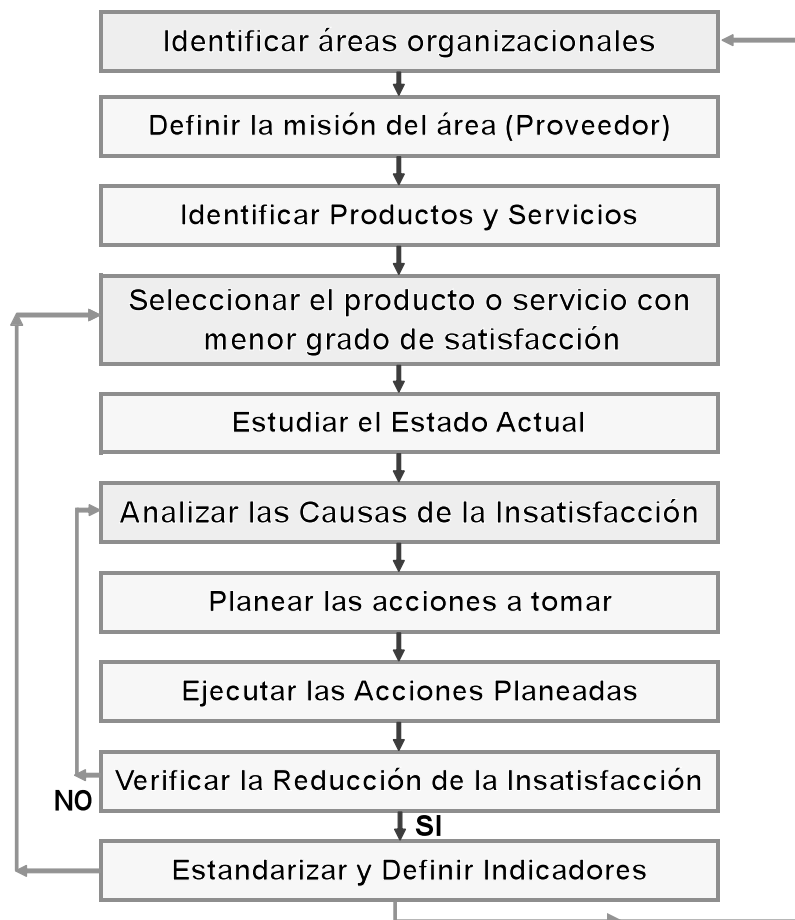 Identificar áreas organizacionales
Definir la misión del área (Proveedor)
Identificar Productos y Servicios
Seleccionar el producto o servicio con
menor grado de satisfacción
Estudiar el Estado Actual
Analizar las Causas de la Insatisfacción
Planear las acciones a tomar
Ejecutar las Acciones Planeadas
Verificar la Reducción de la Insatisfacción
NO
SI
Estandarizar y Definir Indicadores